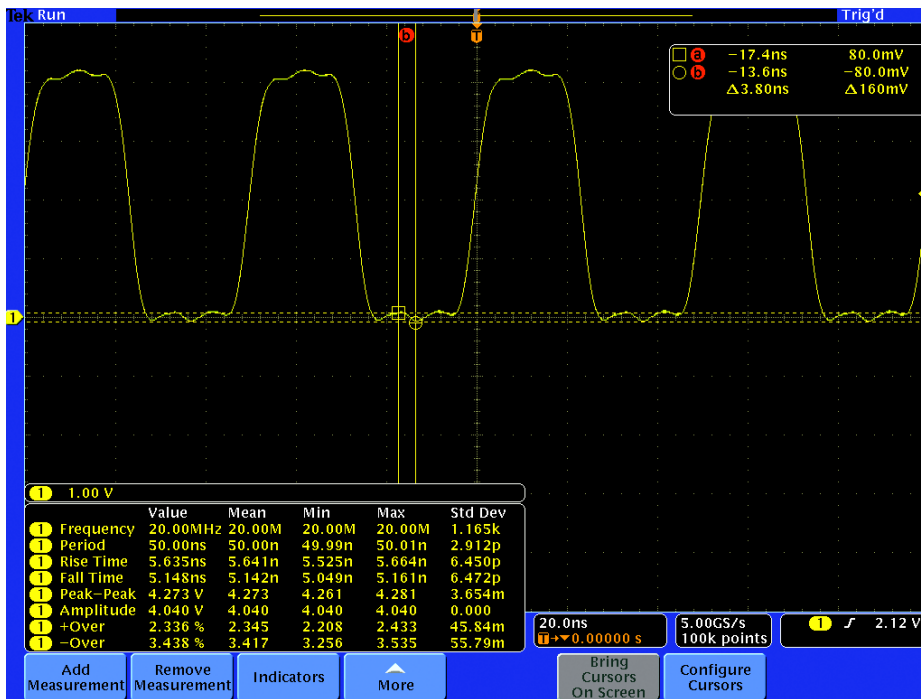 Tek Run Trig'd
b T
a −17.4ns 80.0mV
b −13.6ns −80.0mV
Δ3.80ns Δ160mV
1
1 1.00 V
Value Mean Min Max Std Dev
1 Frequency 20.00MHz 20.00M 20.00M 20.00M 1.165k
1 Period 50.00ns 50.00n 49.99n 50.01n 2.912p
1 Rise Time 5.635ns 5.641n 5.525n 5.664n 6.450p
1 Fall Time 5.148ns 5.142n 5.049n 5.161n 6.472p
1 Peak−Peak 4.273 V 4.273 4.261 4.281 3.654m
1 Amplitude 4.040 V 4.040 4.040 4.040 0.000
1 +Over 2.336 % 2.345 2.208 2.433 45.84m
1 −Over 3.438 % 3.417 3.256 3.535 55.79m
20.0ns
T→▼0.00000 s
5.00GS/s
100k points
1 2.12 V
Add
Measurement
Remove
Measurement
Indicators
More
Bring
Cursors
On Screen
Configure
Cursors